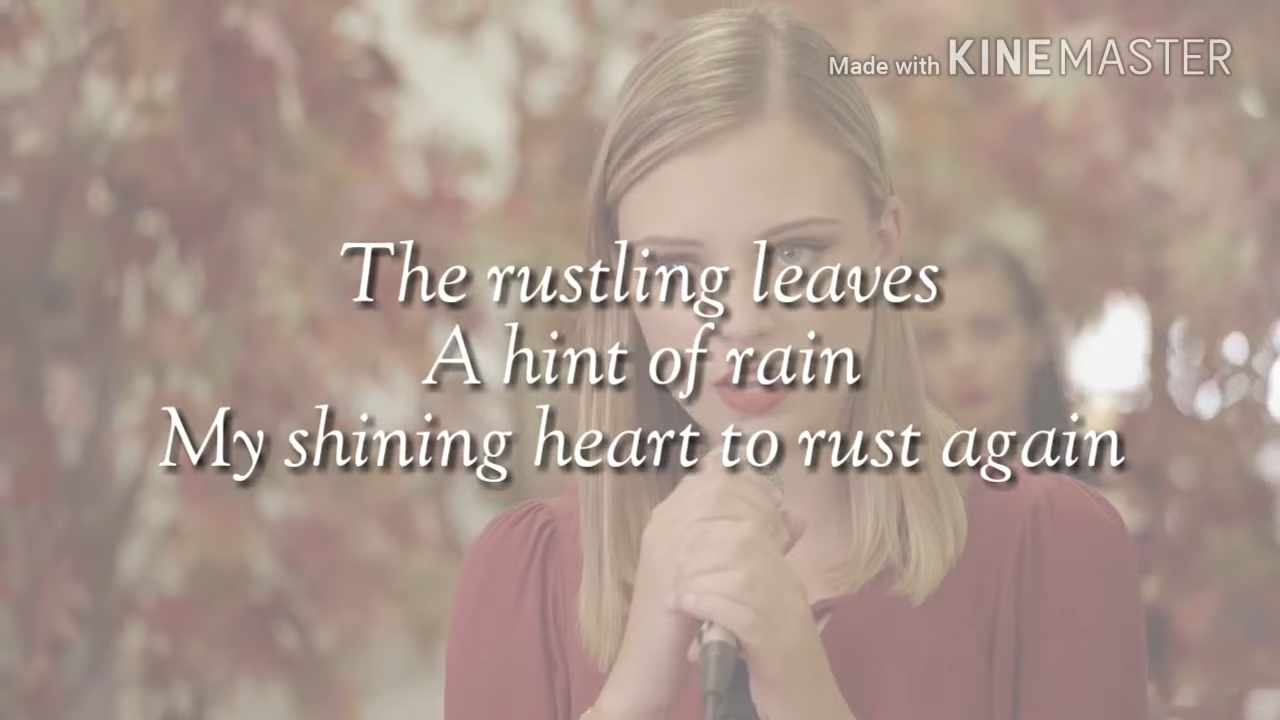 Made with KINEMASTER
The rustling leaves
A hint of rain
My shining heart to rust again